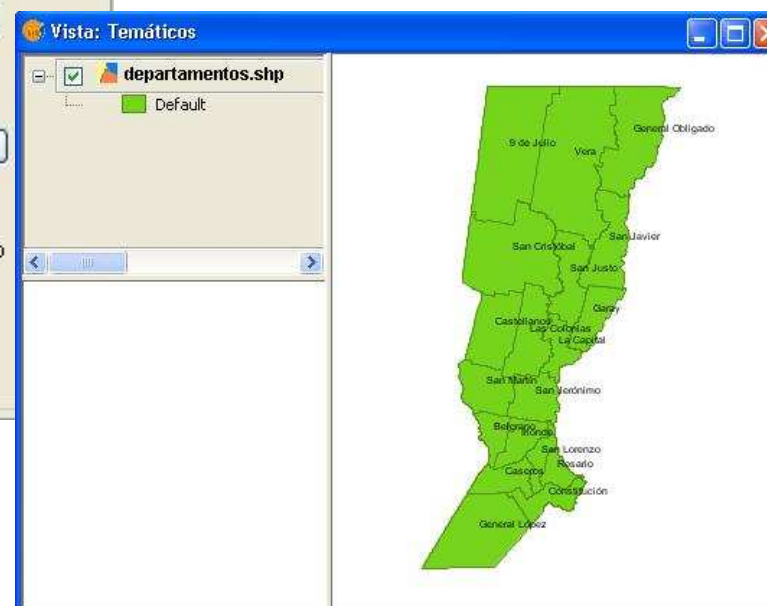 Vista: Temáticos
departamentos.shp
Default
General Obligado
9 de Julio
Vera
San Javier
San Cristóbal
San Justo
Garay
Castellanos
Las Colonias
La Capital
San Martín
San Jerónimo
Belgrano
Iriondo
San Lorenzo
Rosario
Caseros
Constitución
General López